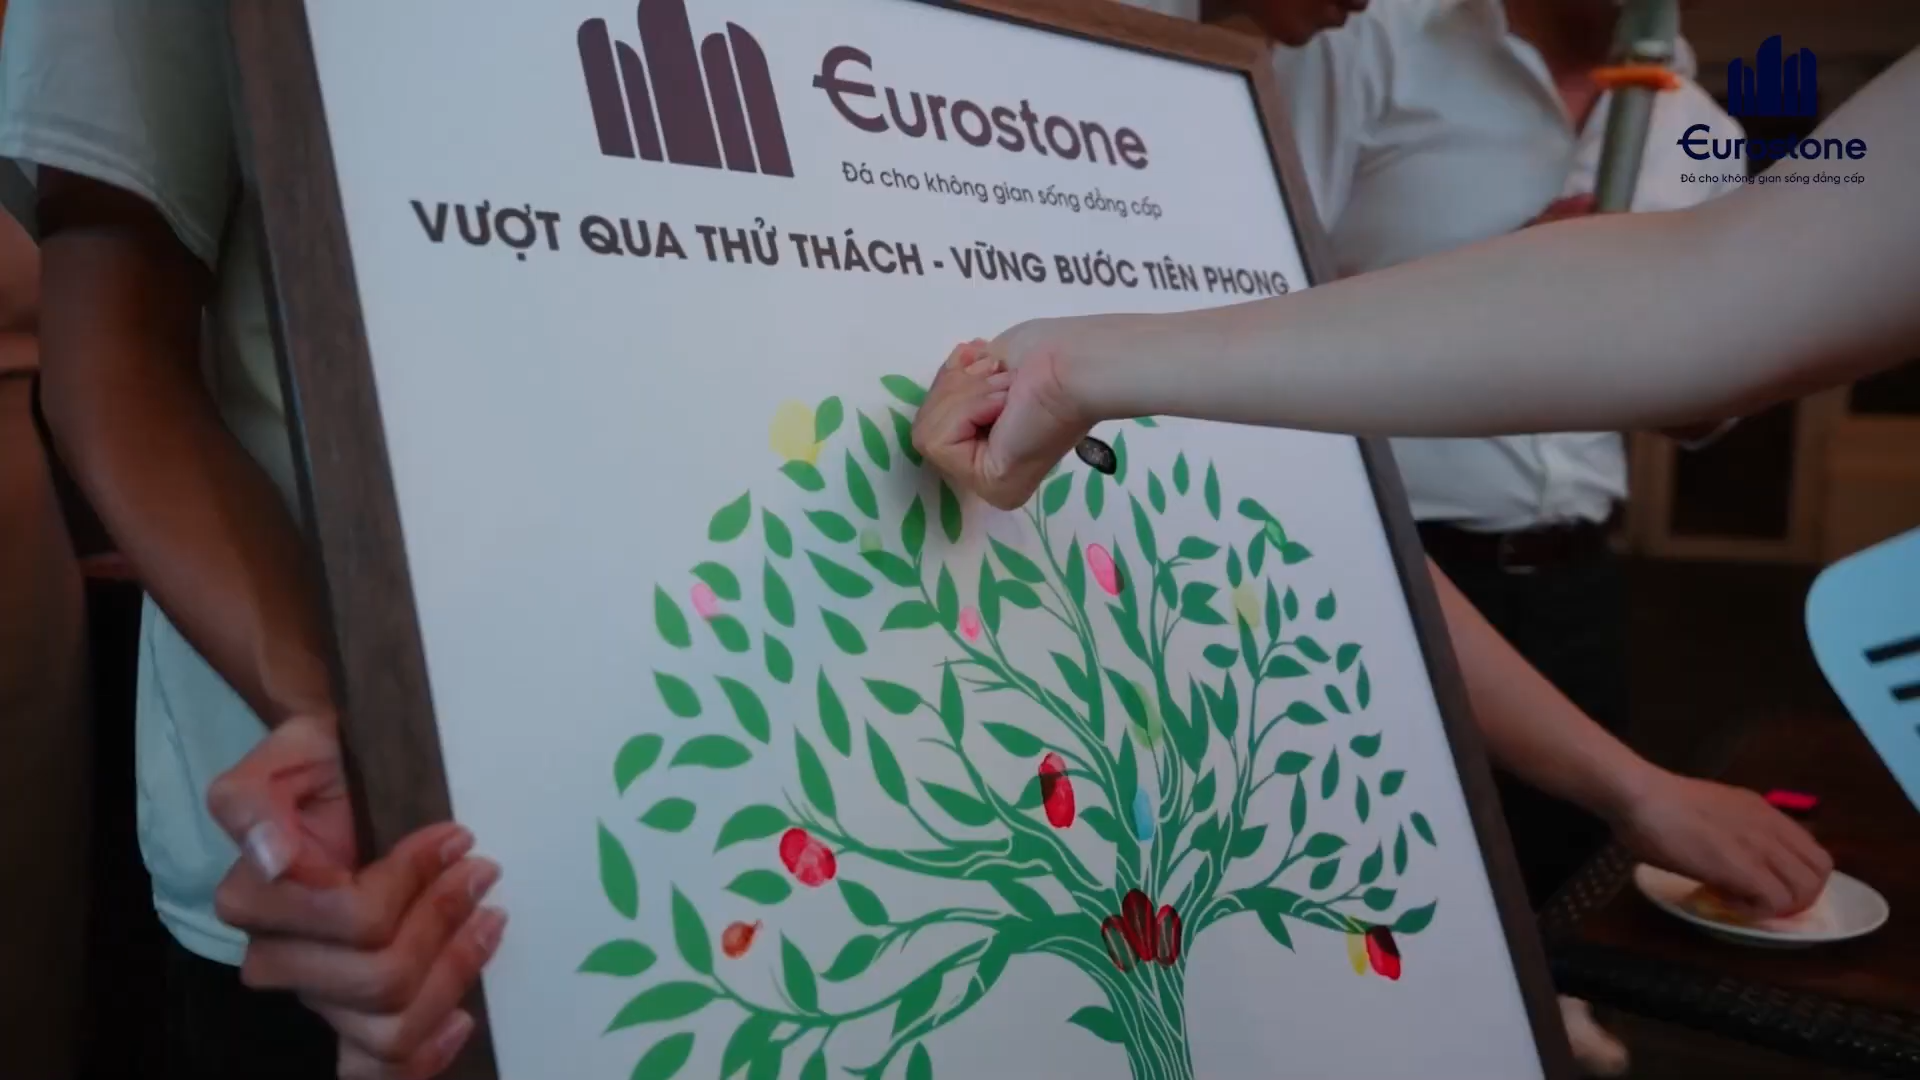 Eurostone
Đá cho không gian sống đẳng cấp
VƯỢT QUA THỬ THÁCH - VỮNG BƯỚC TIÊN PHONG
Eurostone
Đá cho không gian sống đẳng cấp